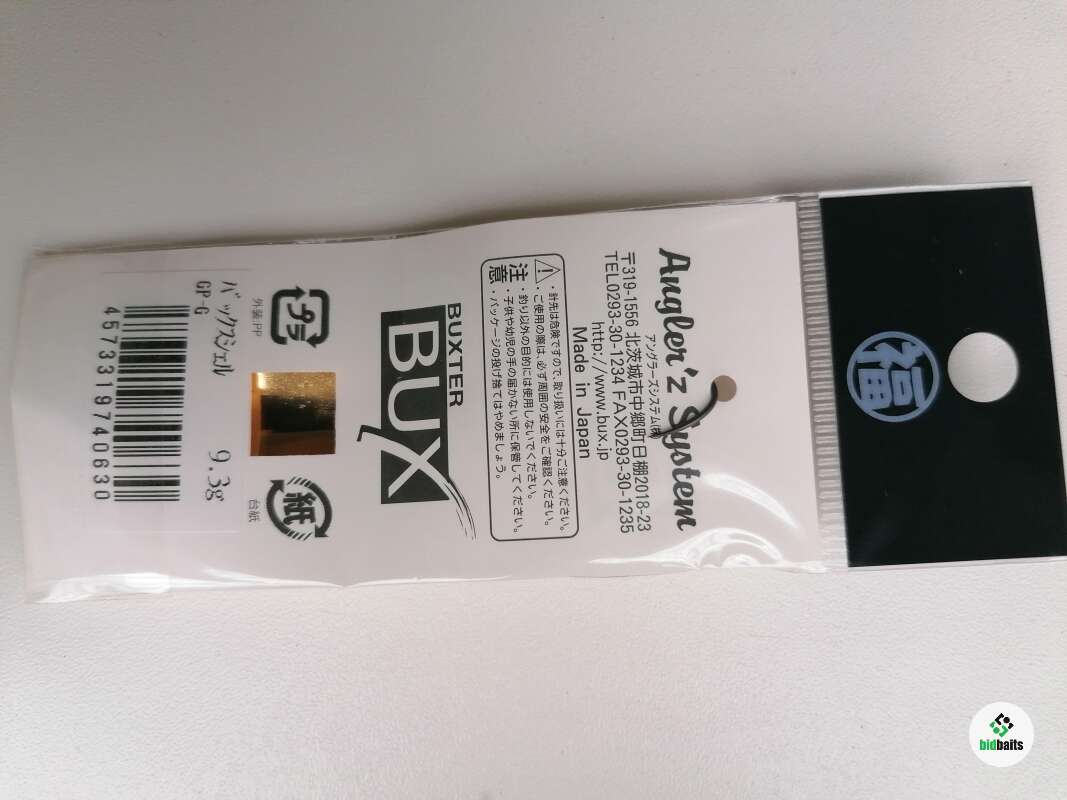 福
Angler'z System
アングラーズシステム(株)
〒319-1556 北茨城市中郷町日棚2018-23
TEL0293-30-1234 FAX0293-30-1235
http://www.bux.jp
Made in Japan
注意
・針先は危険ですので、取り扱いには十分ご注意ください。
・ご使用の際は、必ず周囲の安全をご確認ください。
・釣り以外の目的には使用しないでください。
・子供や幼児の手の届かない所に保管してください。
・パッケージの投げ捨てはやめましょう。
BUXTER
BUX
プラ
外装:PP
紙
台紙
バックスミシェル 9.3g
GP-G
4573319740630
bidbaits